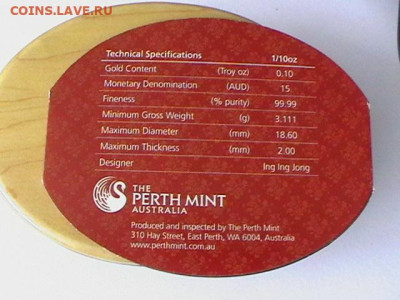 COINS.LAVE.RU
Technical Specifications 1/10oz
Gold Content (Troy oz) 0.10
Monetary Denomination (AUD) 15
Fineness (% purity) 99.99
Minimum Gross Weight (g) 3.111
Maximum Diameter (mm) 18.60
Maximum Thickness (mm) 2.00
Designer Ing Ing Jong
THE
PERTH MINT
AUSTRALIA
Produced and inspected by The Perth Mint
310 Hay Street, East Perth, WA 6004, Australia
www.perthmint.com.au